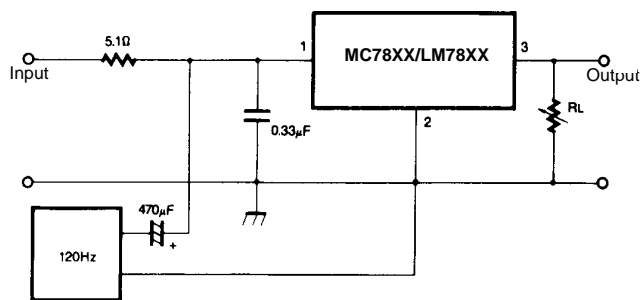 5.1Ω
Input
1
MC78XX/LM78XX
3
Output
0.33μF
2
RL
470μF
+
120Hz